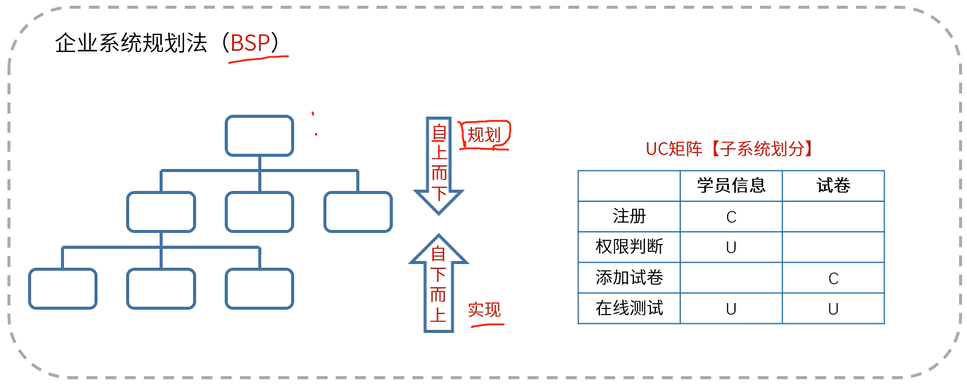 企业系统规划法（BSP）
自上而下
规划
自下而上
实现
UC矩阵【子系统划分】
学员信息 试卷
注册 C
权限判断 U
添加试卷 C
在线测试 U U